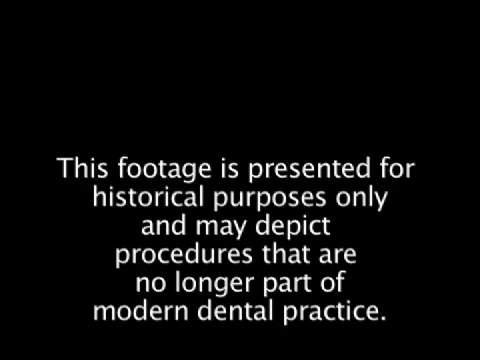 This footage is presented for
historical purposes only
and may depict
procedures that are
no longer part of
modern dental practice.